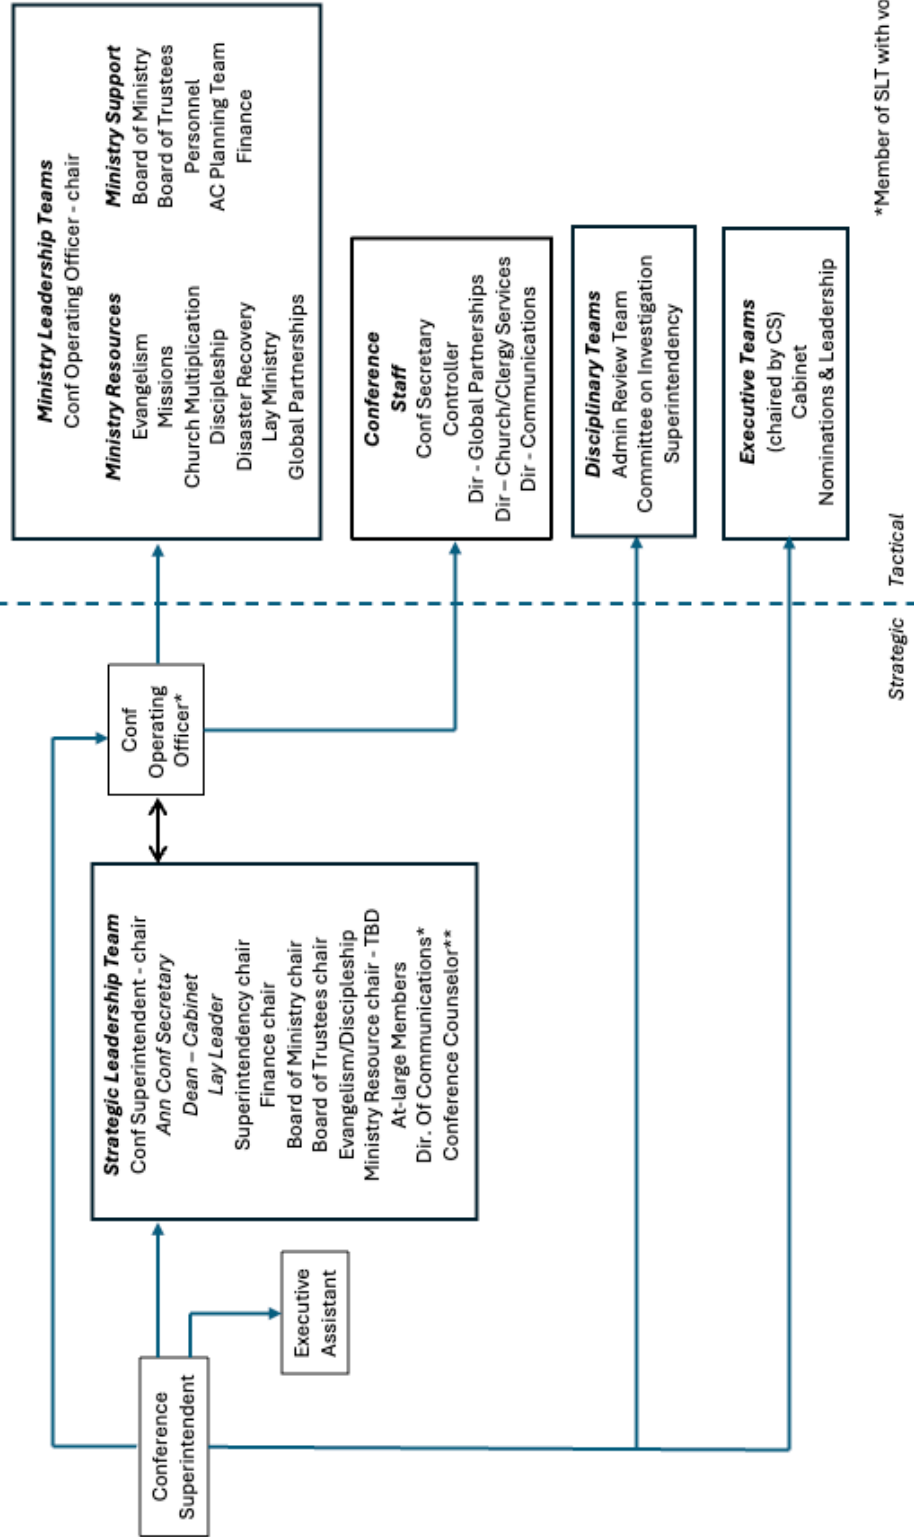 Conference
Superintendent
Executive
Assistant
Strategic Leadership Team
Conf Superintendent - chair
Ann Conf Secretary
Dean – Cabinet
Lay Leader
Superintendency chair
Finance chair
Board of Ministry chair
Board of Trustees chair
Evangelism/Discipleship
Ministry Resource chair - TBD
At-large Members
Dir. Of Communications*
Conference Counselor**
Conf
Operating
Officer*
Ministry Leadership Teams
Conf Operating Officer - chair
Ministry Resources
Evangelism
Missions
Church Multiplication
Discipleship
Disaster Recovery
Lay Ministry
Global Partnerships
Ministry Support
Board of Ministry
Board of Trustees
Personnel
AC Planning Team
Finance
Conference
Staff
Conf Secretary
Controller
Dir - Global Partnerships
Dir – Church/Clergy Services
Dir - Communications
Disciplinary Teams
Admin Review Team
Committee on Investigation
Superintendency
Executive Teams
(chaired by CS)
Cabinet
Nominations & Leadership
Strategic
Tactical
*Member of SLT with